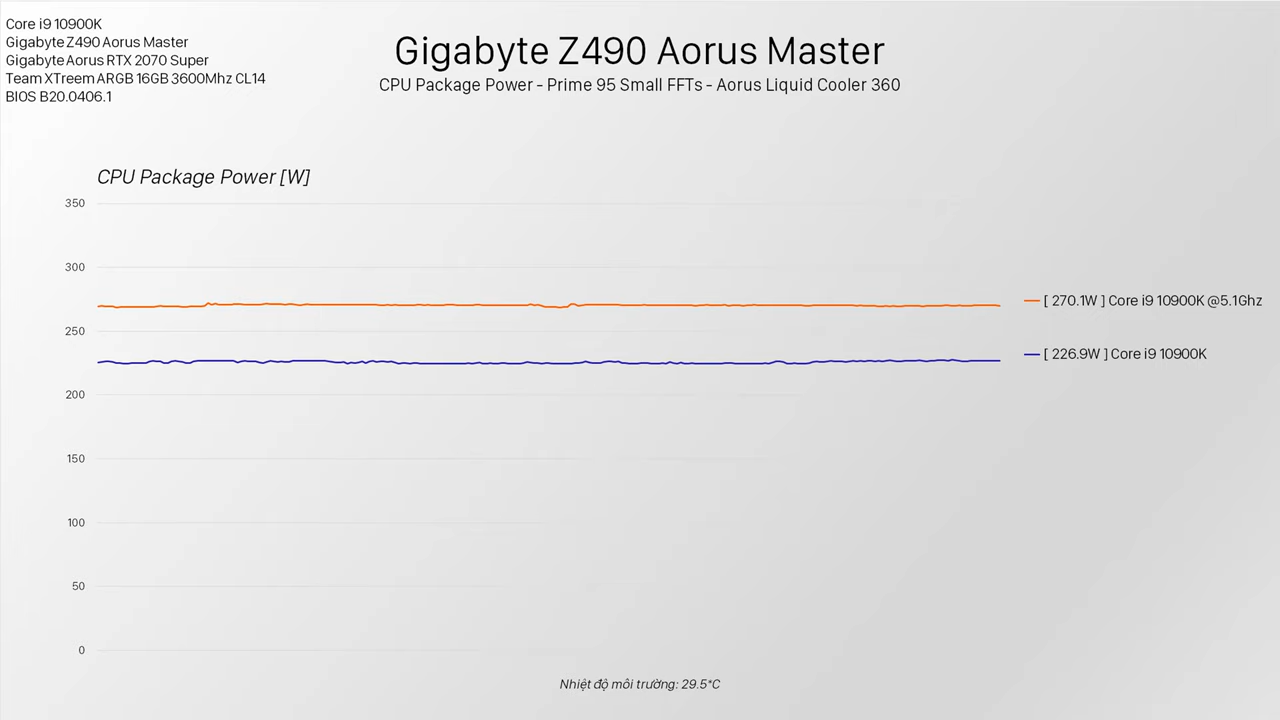 Core i9 10900K
Gigabyte Z490 Aorus Master
Gigabyte Aorus RTX 2070 Super
Team XTreem ARGB 16GB 3600Mhz CL14
BIOS B20.0406.1
Gigabyte Z490 Aorus Master
CPU Package Power - Prime 95 Small FFTs - Aorus Liquid Cooler 360
CPU Package Power [W]
350
300
250
200
150
100
50
0
[ 270.1W ] Core i9 10900K @5.1Ghz
[ 226.9W ] Core i9 10900K
Nhiệt độ môi trường: 29.5*C